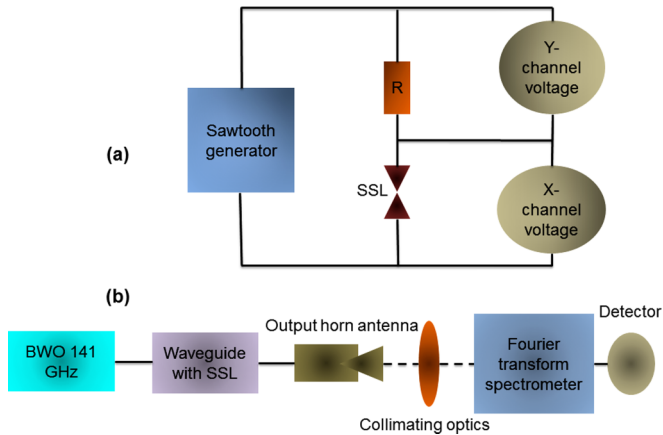 (a)
Sawtooth
generator
R
SSL
Y-
channel
voltage
X-
channel
voltage
(b)
BWO 141
GHz
Waveguide
with SSL
Output horn antenna
Collimating optics
Fourier
transform
spectrometer
Detector